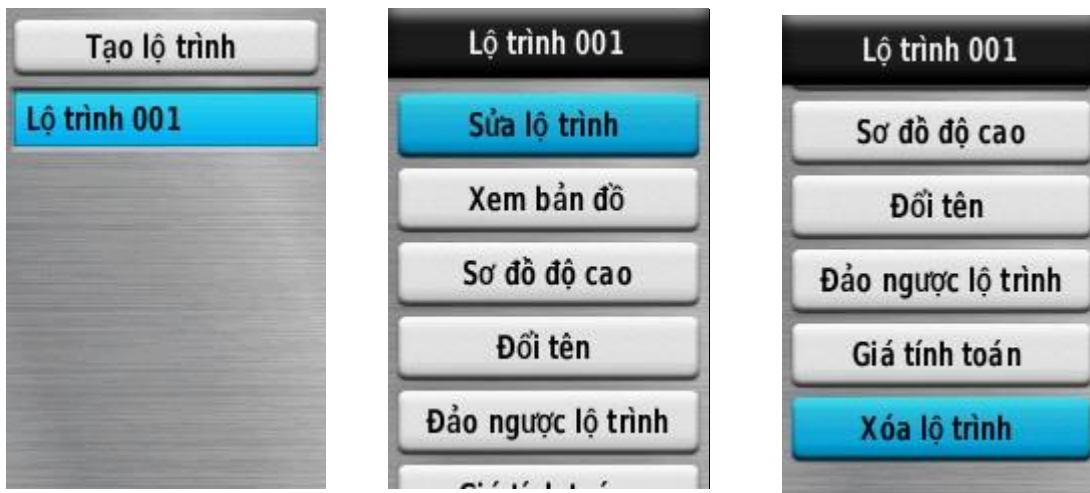 Tạo lộ trình
Lộ trình 001
Lộ trình 001
Sửa lộ trình
Xem bản đồ
Sơ đồ độ cao
Đổi tên
Đảo ngược lộ trình
Lộ trình 001
Sơ đồ độ cao
Đổi tên
Đảo ngược lộ trình
Giá tính toán
Xóa lộ trình